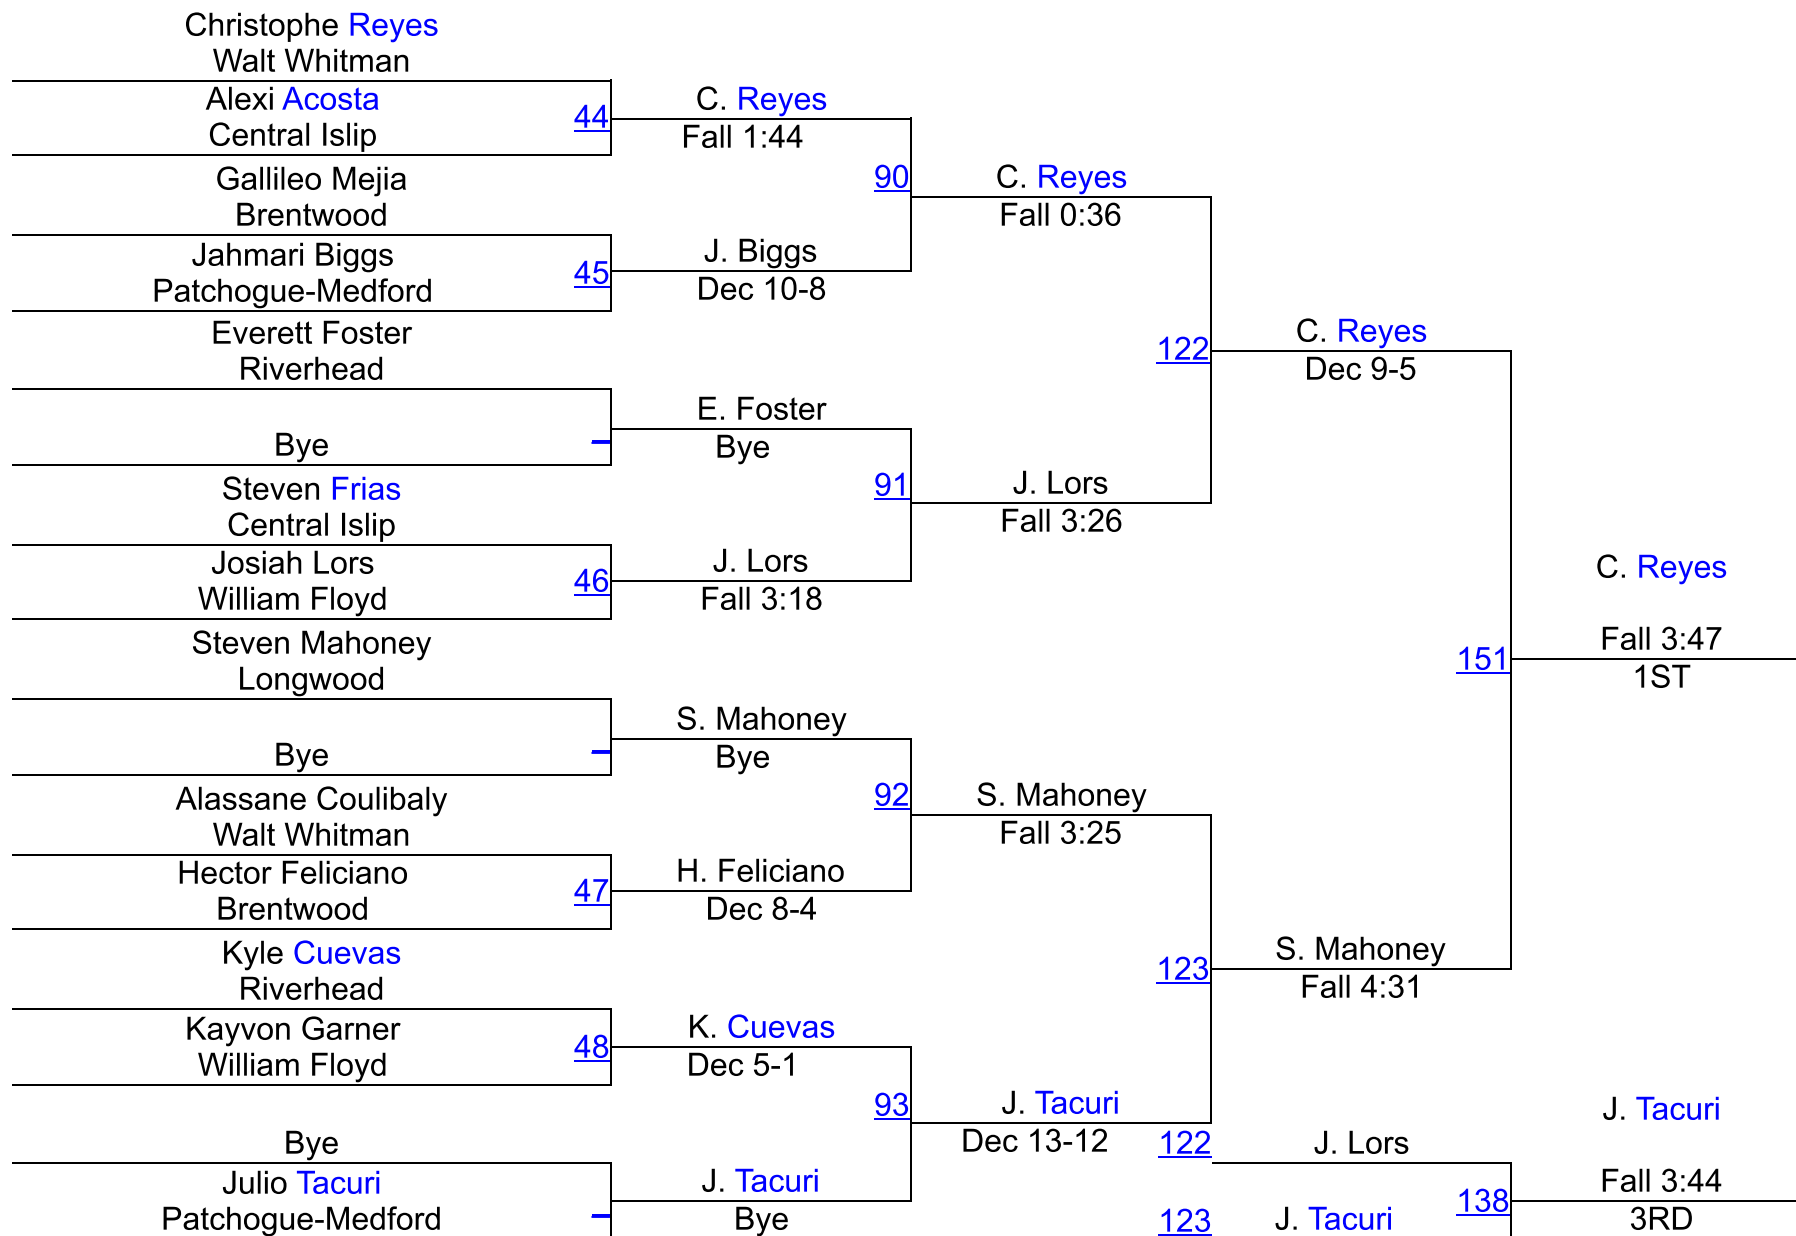 Christophe Reyes
Walt Whitman
Alexi Acosta
Central Islip
44
C. Reyes
Fall 1:44
Gallileo Mejia
Brentwood
90
C. Reyes
Fall 0:36
Jahmari Biggs
Patchogue-Medford
45
J. Biggs
Dec 10-8
Everett Foster
Riverhead
122
C. Reyes
Dec 9-5
Bye
E. Foster
Bye
Steven Frias
Central Islip
91
J. Lors
Fall 3:26
Josiah Lors
William Floyd
46
J. Lors
Fall 3:18
C. Reyes
Fall 3:47
1ST
151
Steven Mahoney
Longwood
Bye
S. Mahoney
Bye
Alassane Coulibaly
Walt Whitman
92
S. Mahoney
Fall 3:25
Hector Feliciano
Brentwood
47
H. Feliciano
Dec 8-4
Kyle Cuevas
Riverhead
123
S. Mahoney
Fall 4:31
Kayvon Garner
William Floyd
48
K. Cuevas
Dec 5-1
93
J. Tacuri
Dec 13-12
Bye
Julio Tacuri
Patchogue-Medford
J. Tacuri
Bye
122
J. Lors
123
J. Tacuri
138
J. Tacuri
Fall 3:44
3RD